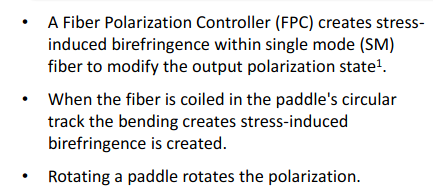 • A Fiber Polarization Controller (FPC) creates stress-
induced birefringence within single mode (SM)
fiber to modify the output polarization state¹.
• When the fiber is coiled in the paddle's circular
track the bending creates stress-induced
birefringence is created.
• Rotating a paddle rotates the polarization.